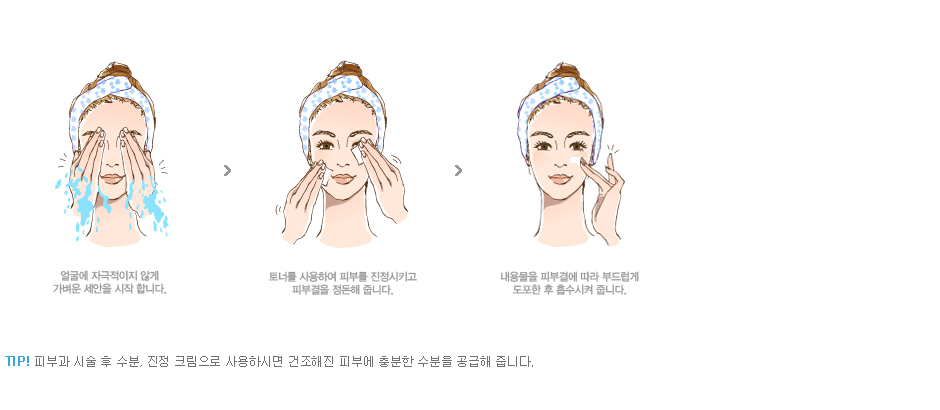 얼굴에 자극적이지 않게
가벼운 세안을 시작 합니다.
토너를 사용하여 피부를 진정시키고
피부결을 정돈해 줍니다.
내용물을 피부결에 따라 부드럽게
도포한 후 흡수시켜 줍니다.
TIP! 피부과 시술 후 수분, 진정 크림으로 사용하시면 건조해진 피부에 충분한 수분을 공급해 줍니다.